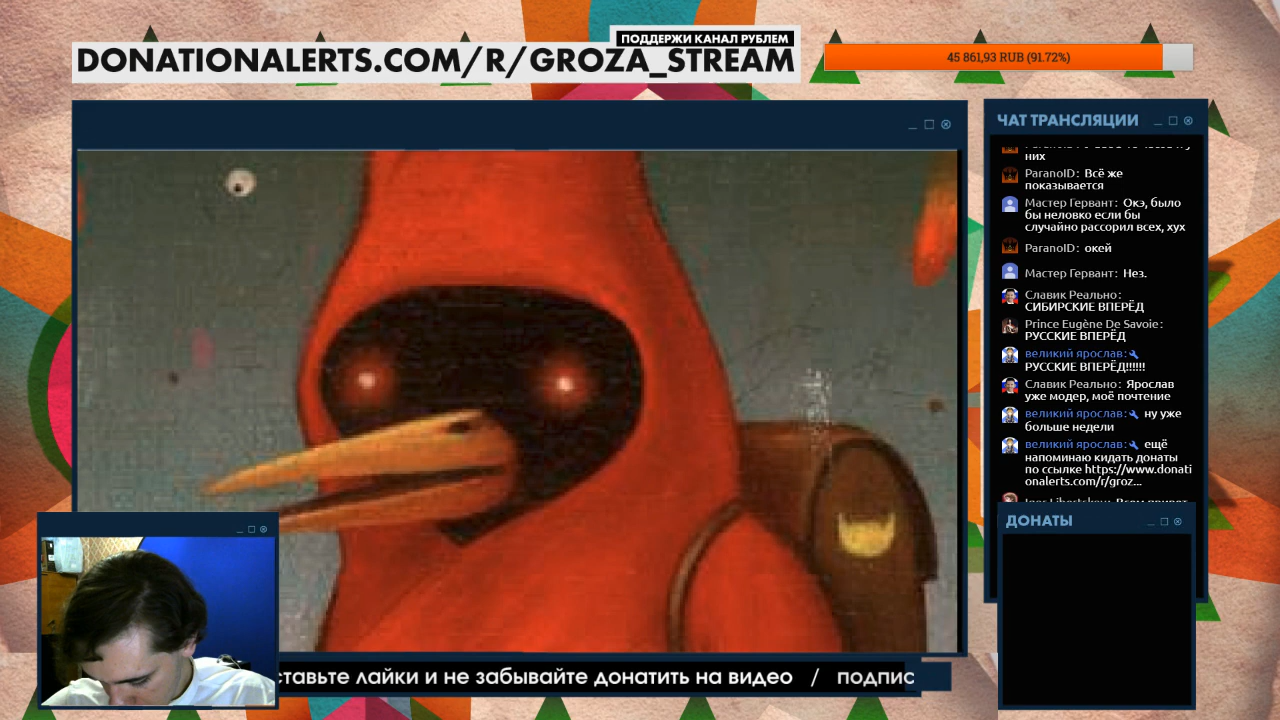 ПОДДЕРЖИ КАНАЛ РУБЛЕМ
DONATIONALERTS.COM/R/GROZA_STREAM
45 861,93 RUB (91.72%)
ЧАТ ТРАНСЛЯЦИИ
них
ParanoID: Всё же
показывается
Мастер Гервант: Окэ, было
бы неловко если бы
случайно рассорил всех, хух
ParanoID: окей
Мастер Гервант: Нез.
Славик Реально:
СИБИРСКИЕ ВПЕРЁД
Prince Eugène De Savoie:
РУССКИЕ ВПЕРЁД
великий ярослав:
РУССКИЕ ВПЕРЁД!!!!!!
Славик Реально: Ярослав
уже модер, моё почтение
великий ярослав: ну уже
больше недели
великий ярослав: ещё
напоминаю кидать донаты
по ссылке https://www.donati
onalerts.com/r/groz...
ДОНАТЫ
ставьте лайки и не забывайте донатить на видео / подпис